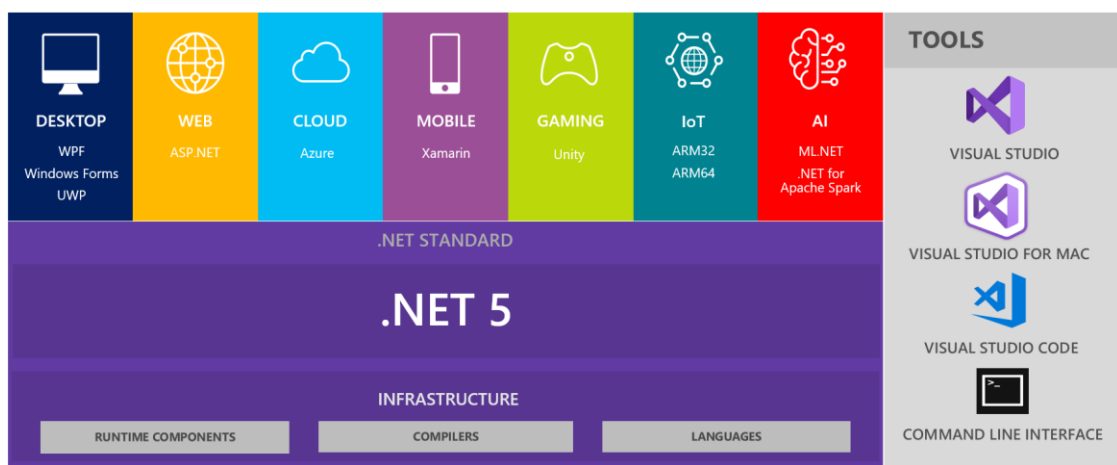 DESKTOP
WPF
Windows Forms
UWP
WEB
ASP.NET
CLOUD
Azure
MOBILE
Xamarin
GAMING
Unity
IoT
ARM32
ARM64
AI
ML.NET
.NET for
Apache Spark
.NET STANDARD
.NET 5
INFRASTRUCTURE
RUNTIME COMPONENTS
COMPILERS
LANGUAGES
TOOLS
VISUAL STUDIO
VISUAL STUDIO FOR MAC
VISUAL STUDIO CODE
>_
COMMAND LINE INTERFACE